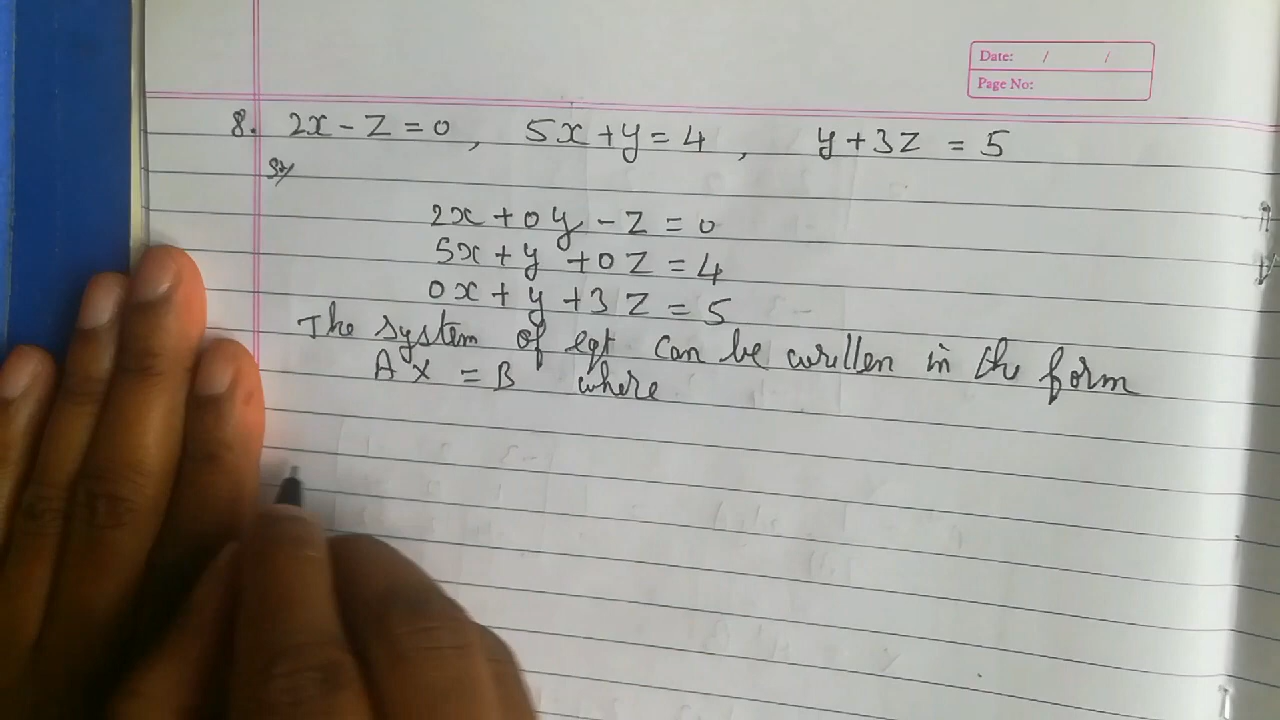 Date: / /
Page No:
8. 2x - z = 0 , 5x + y = 4 , y + 3z = 5
2x + 0y - z = 0
5x + y + 0z = 4
0x + y + 3z = 5
The system of eqt can be written in the form
AX = B where